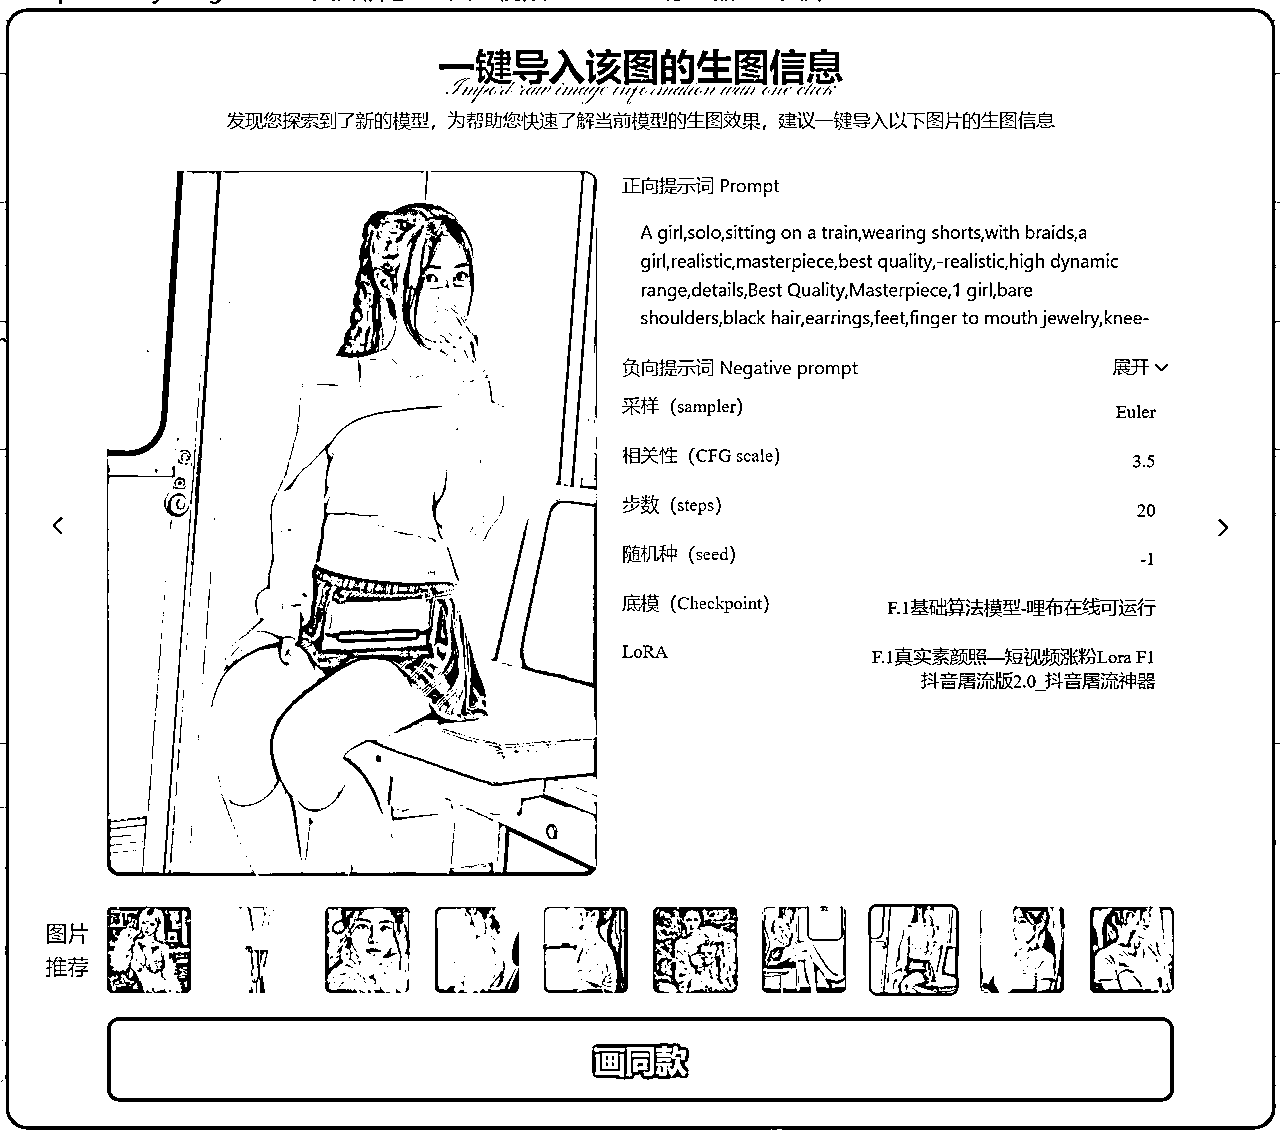 一键导入该图的生图信息
Import raw image information with one click
发现您探索到了新的模型，为帮助您快速了解当前模型的生图效果，建议一键导入以下图片的生图信息
正向提示词 Prompt
A girl,solo,sitting on a train,wearing shorts,with braids,a
girl,realistic,masterpiece,best quality,-realistic,high dynamic
range,details,Best Quality,Masterpiece,1 girl,bare
shoulders,black hair,earrings,feet,finger to mouth jewelry,knee-
负向提示词 Negative prompt 展开
采样（sampler） Euler
相关性（CFG scale） 3.5
步数（steps） 20
随机种（seed） -1
底模（Checkpoint） F.1基础算法模型-哩布在线可运行
LoRA F.1真实素颜照—短视频涨粉Lora F1
抖音屠流版2.0_抖音屠流神器
图片
推荐
画同款